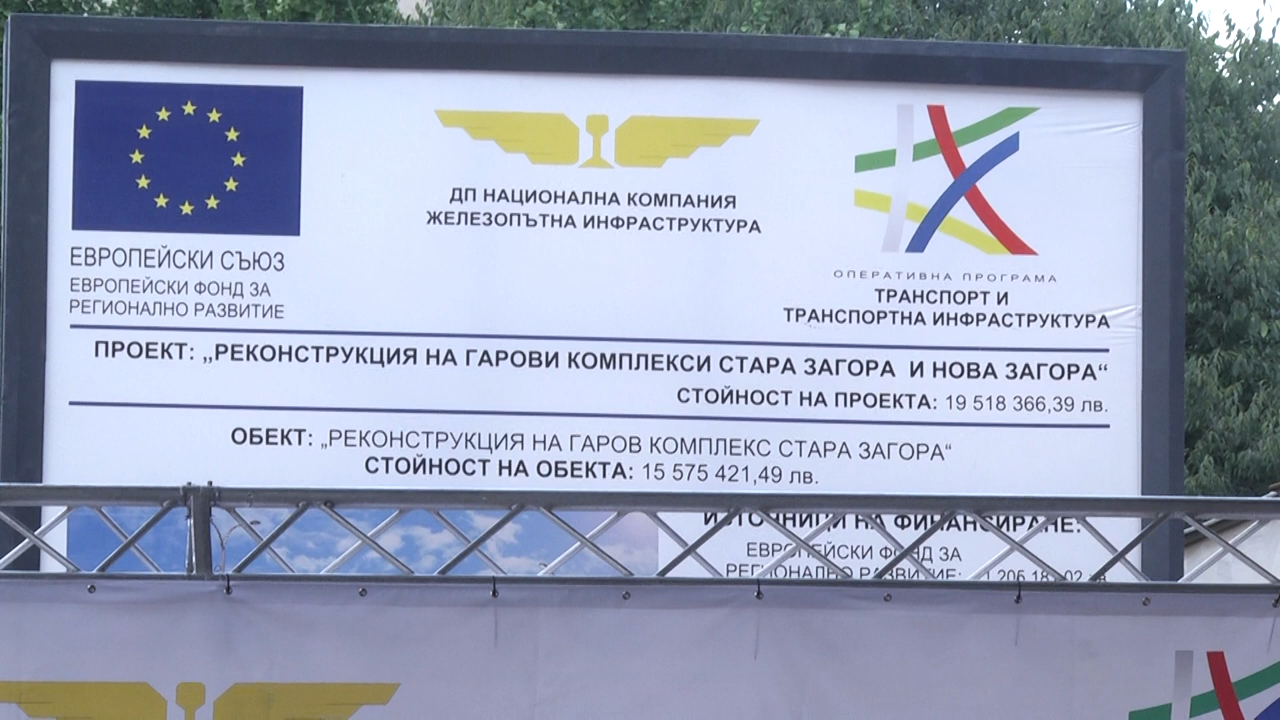 ЕВРОПЕЙСКИ СЪЮЗ
ЕВРОПЕЙСКИ ФОНД ЗА
РЕГИОНАЛНО РАЗВИТИЕ
ДП НАЦИОНАЛНА КОМПАНИЯ
ЖЕЛЕЗОПЪТНА ИНФРАСТРУКТУРА
ОПЕРАТИВНА ПРОГРАМА
ТРАНСПОРТ И
ТРАНСПОРТНА ИНФРАСТРУКТУРА
ПРОЕКТ: „РЕКОНСТРУКЦИЯ НА ГАРОВИ КОМПЛЕКСИ СТАРА ЗАГОРА И НОВА ЗАГОРА“
СТОЙНОСТ НА ПРОЕКТА: 19 518 366,39 лв.
ОБЕКТ: „РЕКОНСТРУКЦИЯ НА ГАРОВ КОМПЛЕКС СТАРА ЗАГОРА“
СТОЙНОСТ НА ОБЕКТА: 15 575 421,49 лв.
ИЗТОЧНИЦИ НА ФИНАНСИРАНЕ:
ЕВРОПЕЙСКИ ФОНД ЗА
РЕГИОНАЛНО РАЗВИТИЕ: